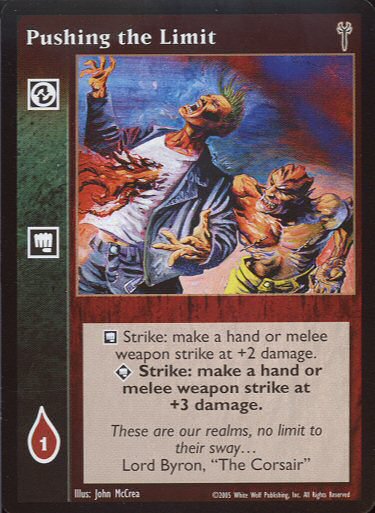 Pushing the Limit
Strike: make a hand or melee
weapon strike at +2 damage.
Strike: make a hand or
melee weapon strike at
+3 damage.
These are our realms, no limit to
their sway…
Lord Byron, "The Corsair"
1
Illus: John McCrea
©2005 White Wolf Publishing, Inc. All Rights Reserved